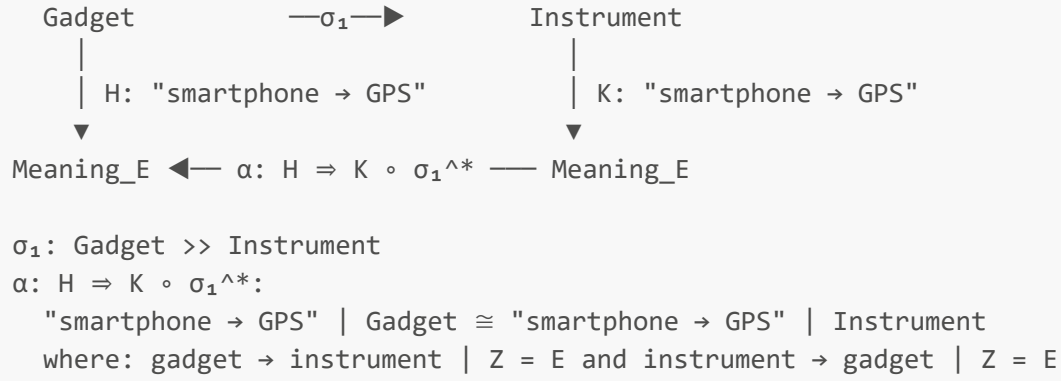 Gadget ──σ₁──▶ Instrument
│ │
│ H: "smartphone → GPS" │ K: "smartphone → GPS"
▼ ▼
Meaning_E ◀── α: H ⇒ K ∘ σ₁^* ─── Meaning_E

σ₁: Gadget >> Instrument
α: H ⇒ K ∘ σ₁^*:
"smartphone → GPS" | Gadget ≅ "smartphone → GPS" | Instrument
where: gadget → instrument | Z = E and instrument → gadget | Z = E